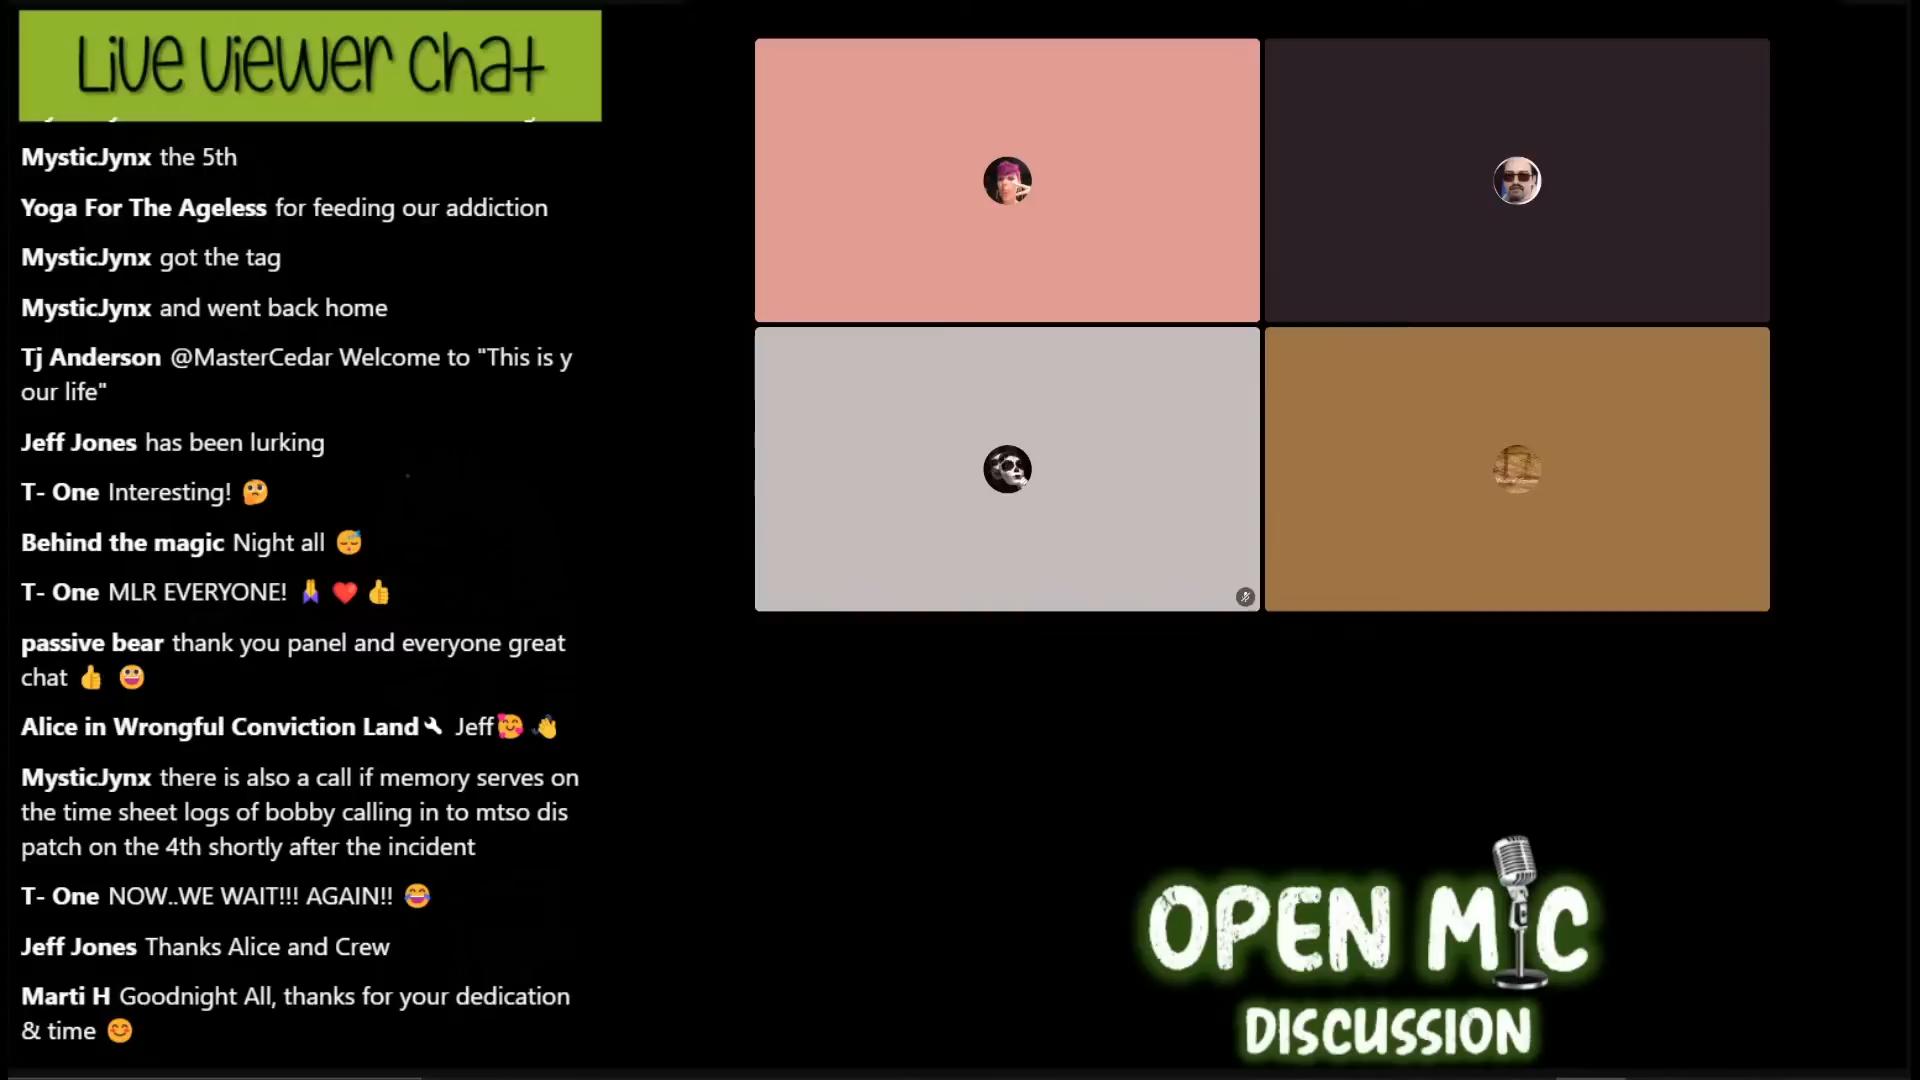 Live Viewer Chat
MysticJynx the 5th
Yoga For The Ageless for feeding our addiction
MysticJynx got the tag
MysticJynx and went back home
Tj Anderson @MasterCedar Welcome to "This is y
our life"
Jeff Jones has been lurking
T- One Interesting! 🤔
Behind the magic Night all 😴
T- One MLR EVERYONE! 🙏 ❤️ 👍
passive bear thank you panel and everyone great
chat 👍 😀
Alice in Wrongful Conviction Land🔧 Jeff🥰 👋
MysticJynx there is also a call if memory serves on
the time sheet logs of bobby calling in to mtso dis
patch on the 4th shortly after the incident
T- One NOW..WE WAIT!!! AGAIN!! 😂
Jeff Jones Thanks Alice and Crew
Marti H Goodnight All, thanks for your dedication
& time 😊
OPEN MIC
DISCUSSION